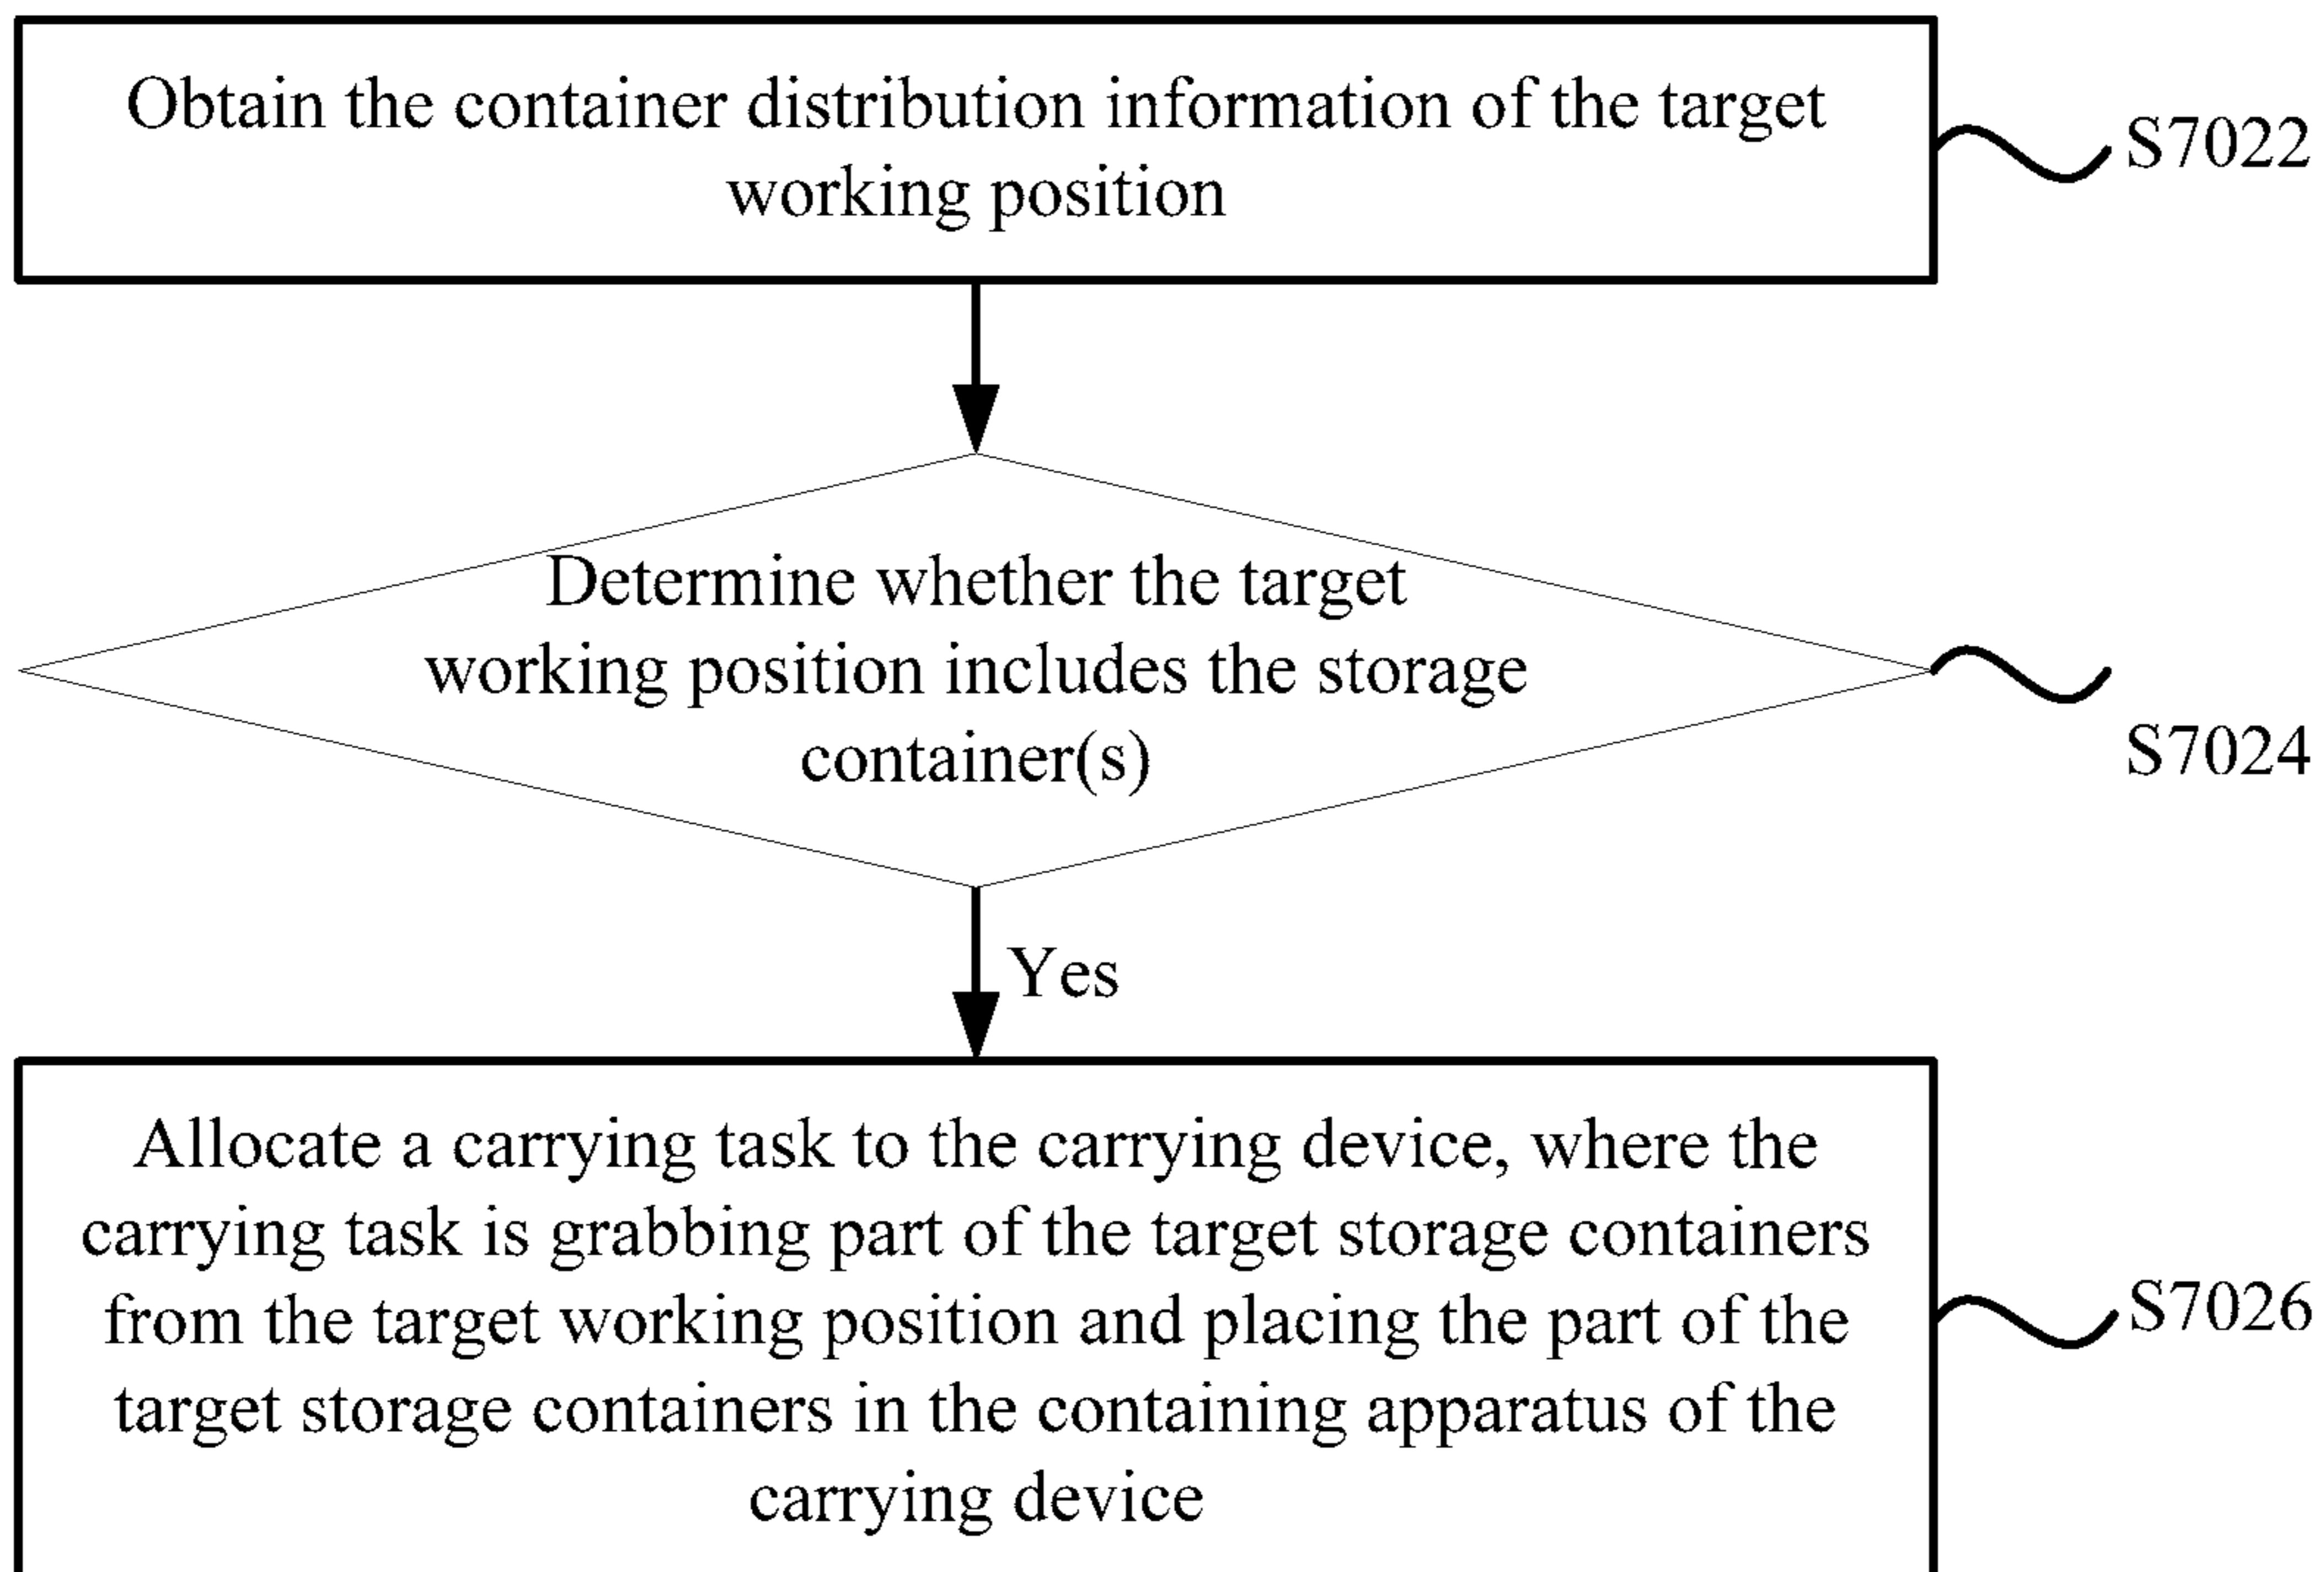 Obtain the container distribution information of the target
working position
S7022
Determine whether the target
working position includes the storage
container(s)
S7024
Yes
Allocate a carrying task to the carrying device, where the
carrying task is grabbing part of the target storage containers
from the target working position and placing the part of the
target storage containers in the containing apparatus of the
carrying device
S7026